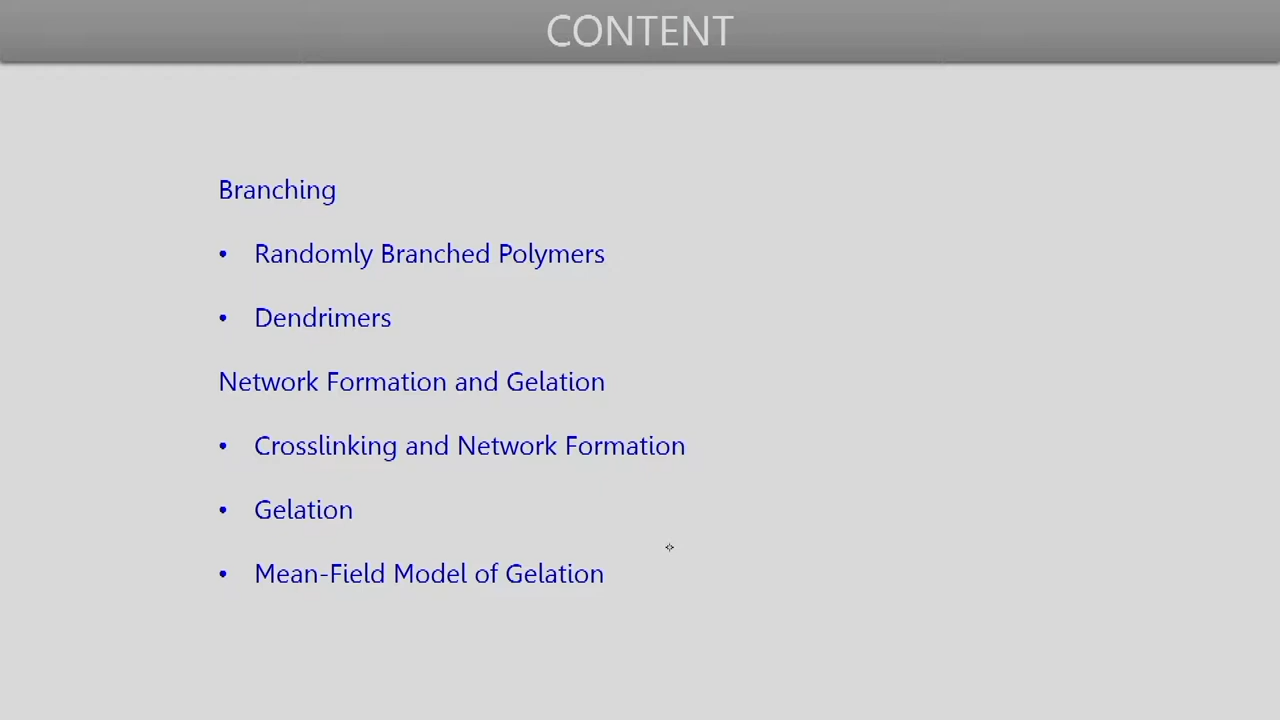 CONTENT
Branching
• Randomly Branched Polymers
• Dendrimers
Network Formation and Gelation
• Crosslinking and Network Formation
• Gelation
• Mean-Field Model of Gelation